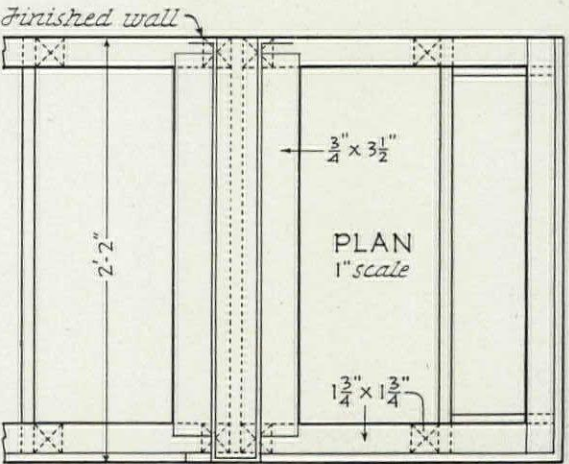 Finished wall
3/4" x 3 1/2"
2'-2"
PLAN
1" scale
1 3/4" x 1 3/4"